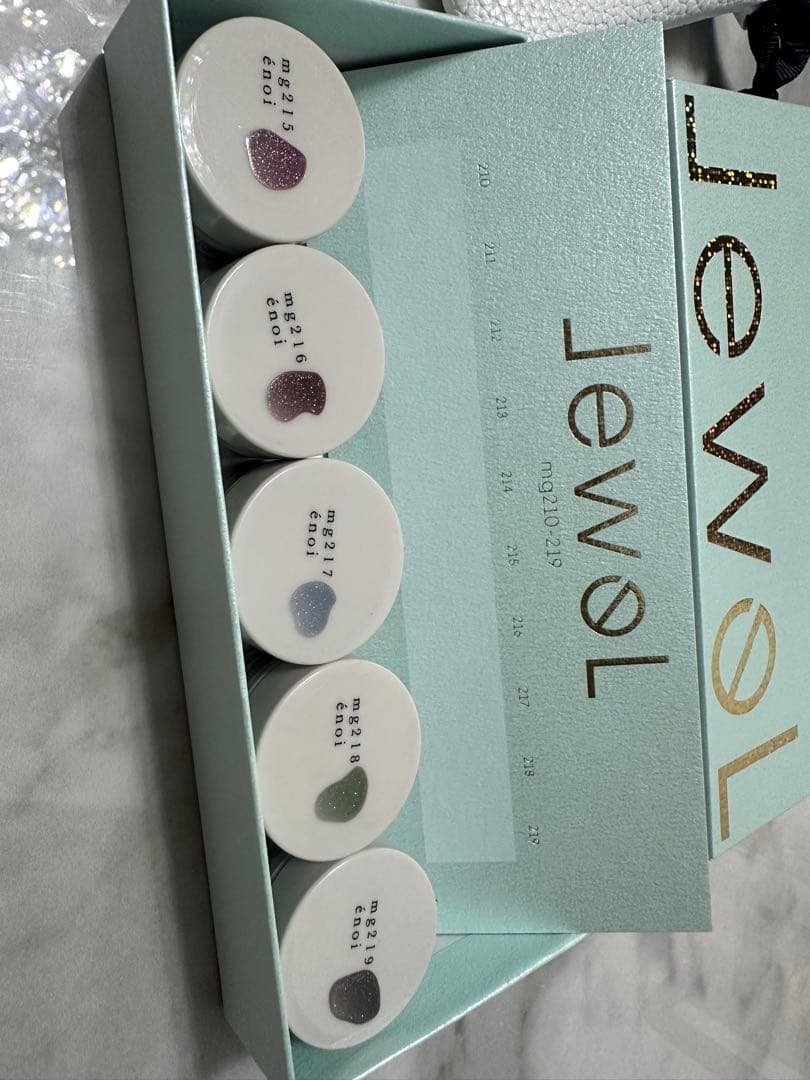 mg215
énoi
mg216
énoi
mg217
énoi
mg218
énoi
mg219
énoi
210
211
212
213
214
215
216
217
218
219
Jewel
mg210-219
Jewel